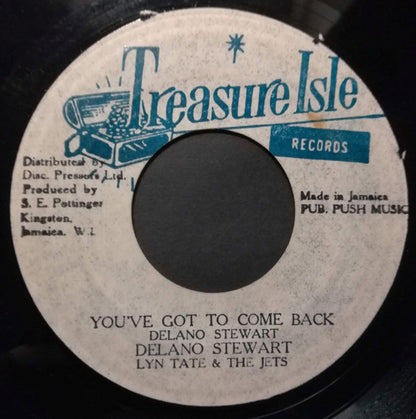 Treasure Isle
RECORDS
Distributed by
Disc. Pressers Ltd.
Produced by
S. E. Pottinger
Kingston,
Jamaica, W.I.
Made in Jamaica
PUB. PUSH MUSIC
YOU'VE GOT TO COME BACK
DELANO STEWART
DELANO STEWART
LYN TATE & THE JETS